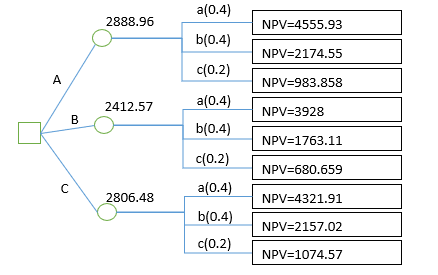 2888.96
a(0.4)
NPV=4555.93
b(0.4)
NPV=2174.55
c(0.2)
NPV=983.858
A
2412.57
a(0.4)
NPV=3928
B
b(0.4)
NPV=1763.11
c(0.2)
NPV=680.659
C
2806.48
a(0.4)
NPV=4321.91
b(0.4)
NPV=2157.02
c(0.2)
NPV=1074.57